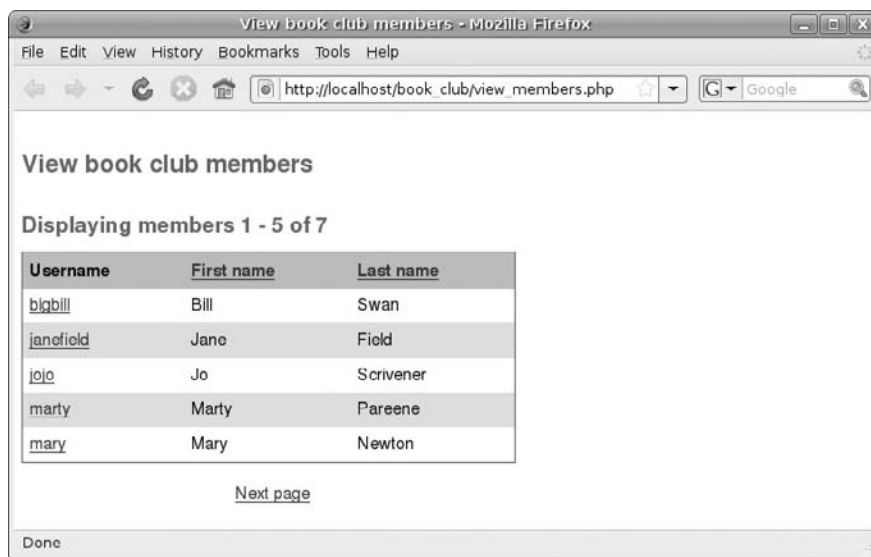 View book club members - Mozilla Firefox
File Edit View History Bookmarks Tools Help
http://localhost/book_club/view_members.php G Google
View book club members
Displaying members 1 - 5 of 7
Username First name Last name
bigbill Bill Swan
janefield Jane Field
jojo Jo Scrivener
marty Marty Pareene
mary Mary Newton
Next page
Done